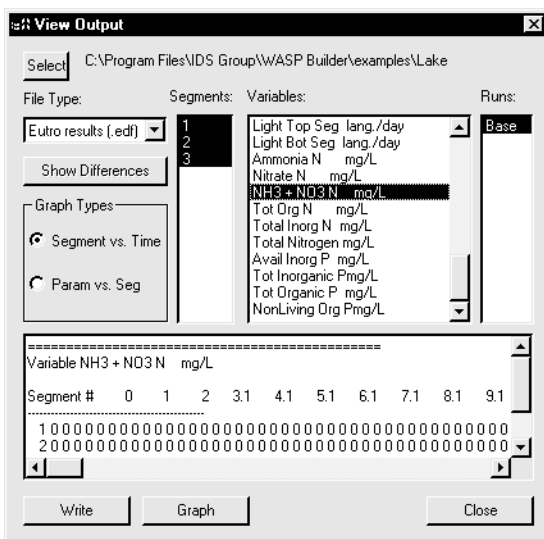 View Output
Select C:\Program Files\IDS Group\WASP Builder\examples\Lake
File Type:
Eutro results (.edf)
Show Differences
Graph Types
Segment vs. Time
Param vs. Seg
Segments:
1
2
3
Variables:
Light Top Seg lang./day
Light Bot Seg lang./day
Ammonia N mg/L
Nitrate N mg/L
NH3 + NO3 N mg/L
Tot Org N mg/L
Total Inorg N mg/L
Total Nitrogen mg/L
Avail Inorg P mg/L
Tot Inorganic Pmg/L
Tot Organic P mg/L
NonLiving Org Pmg/L
Runs:
Base
==============================================
Variable NH3 + NO3 N mg/L
Segment # 0 1 2 3.1 4.1 5.1 6.1 7.1 8.1 9.1
----------------------------------------------
1 0 0 0 0 0 0 0 0 0 0 0 0 0 0 0 0 0 0 0 0 0 0 0 0 0 0 0 0 0 0 0 0 0 0 0 0 0 0
2 0 0 0 0 0 0 0 0 0 0 0 0 0 0 0 0 0 0 0 0 0 0 0 0 0 0 0 0 0 0 0 0 0 0 0 0 0 0
Write Graph Close